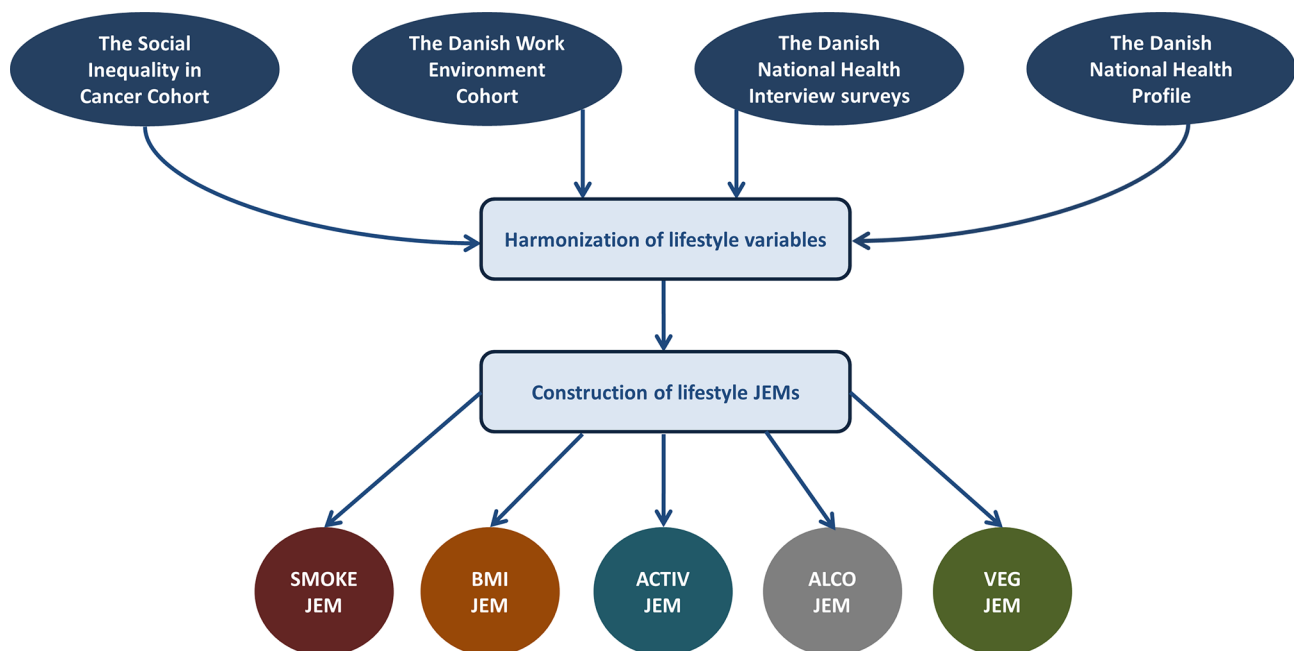 The Social
Inequality in
Cancer Cohort
The Danish Work
Environment
Cohort
The Danish
National Health
Interview surveys
The Danish
National Health
Profile
Harmonization of lifestyle variables
Construction of lifestyle JEMs
SMOKE
JEM
BMI
JEM
ACTIV
JEM
ALCO
JEM
VEG
JEM